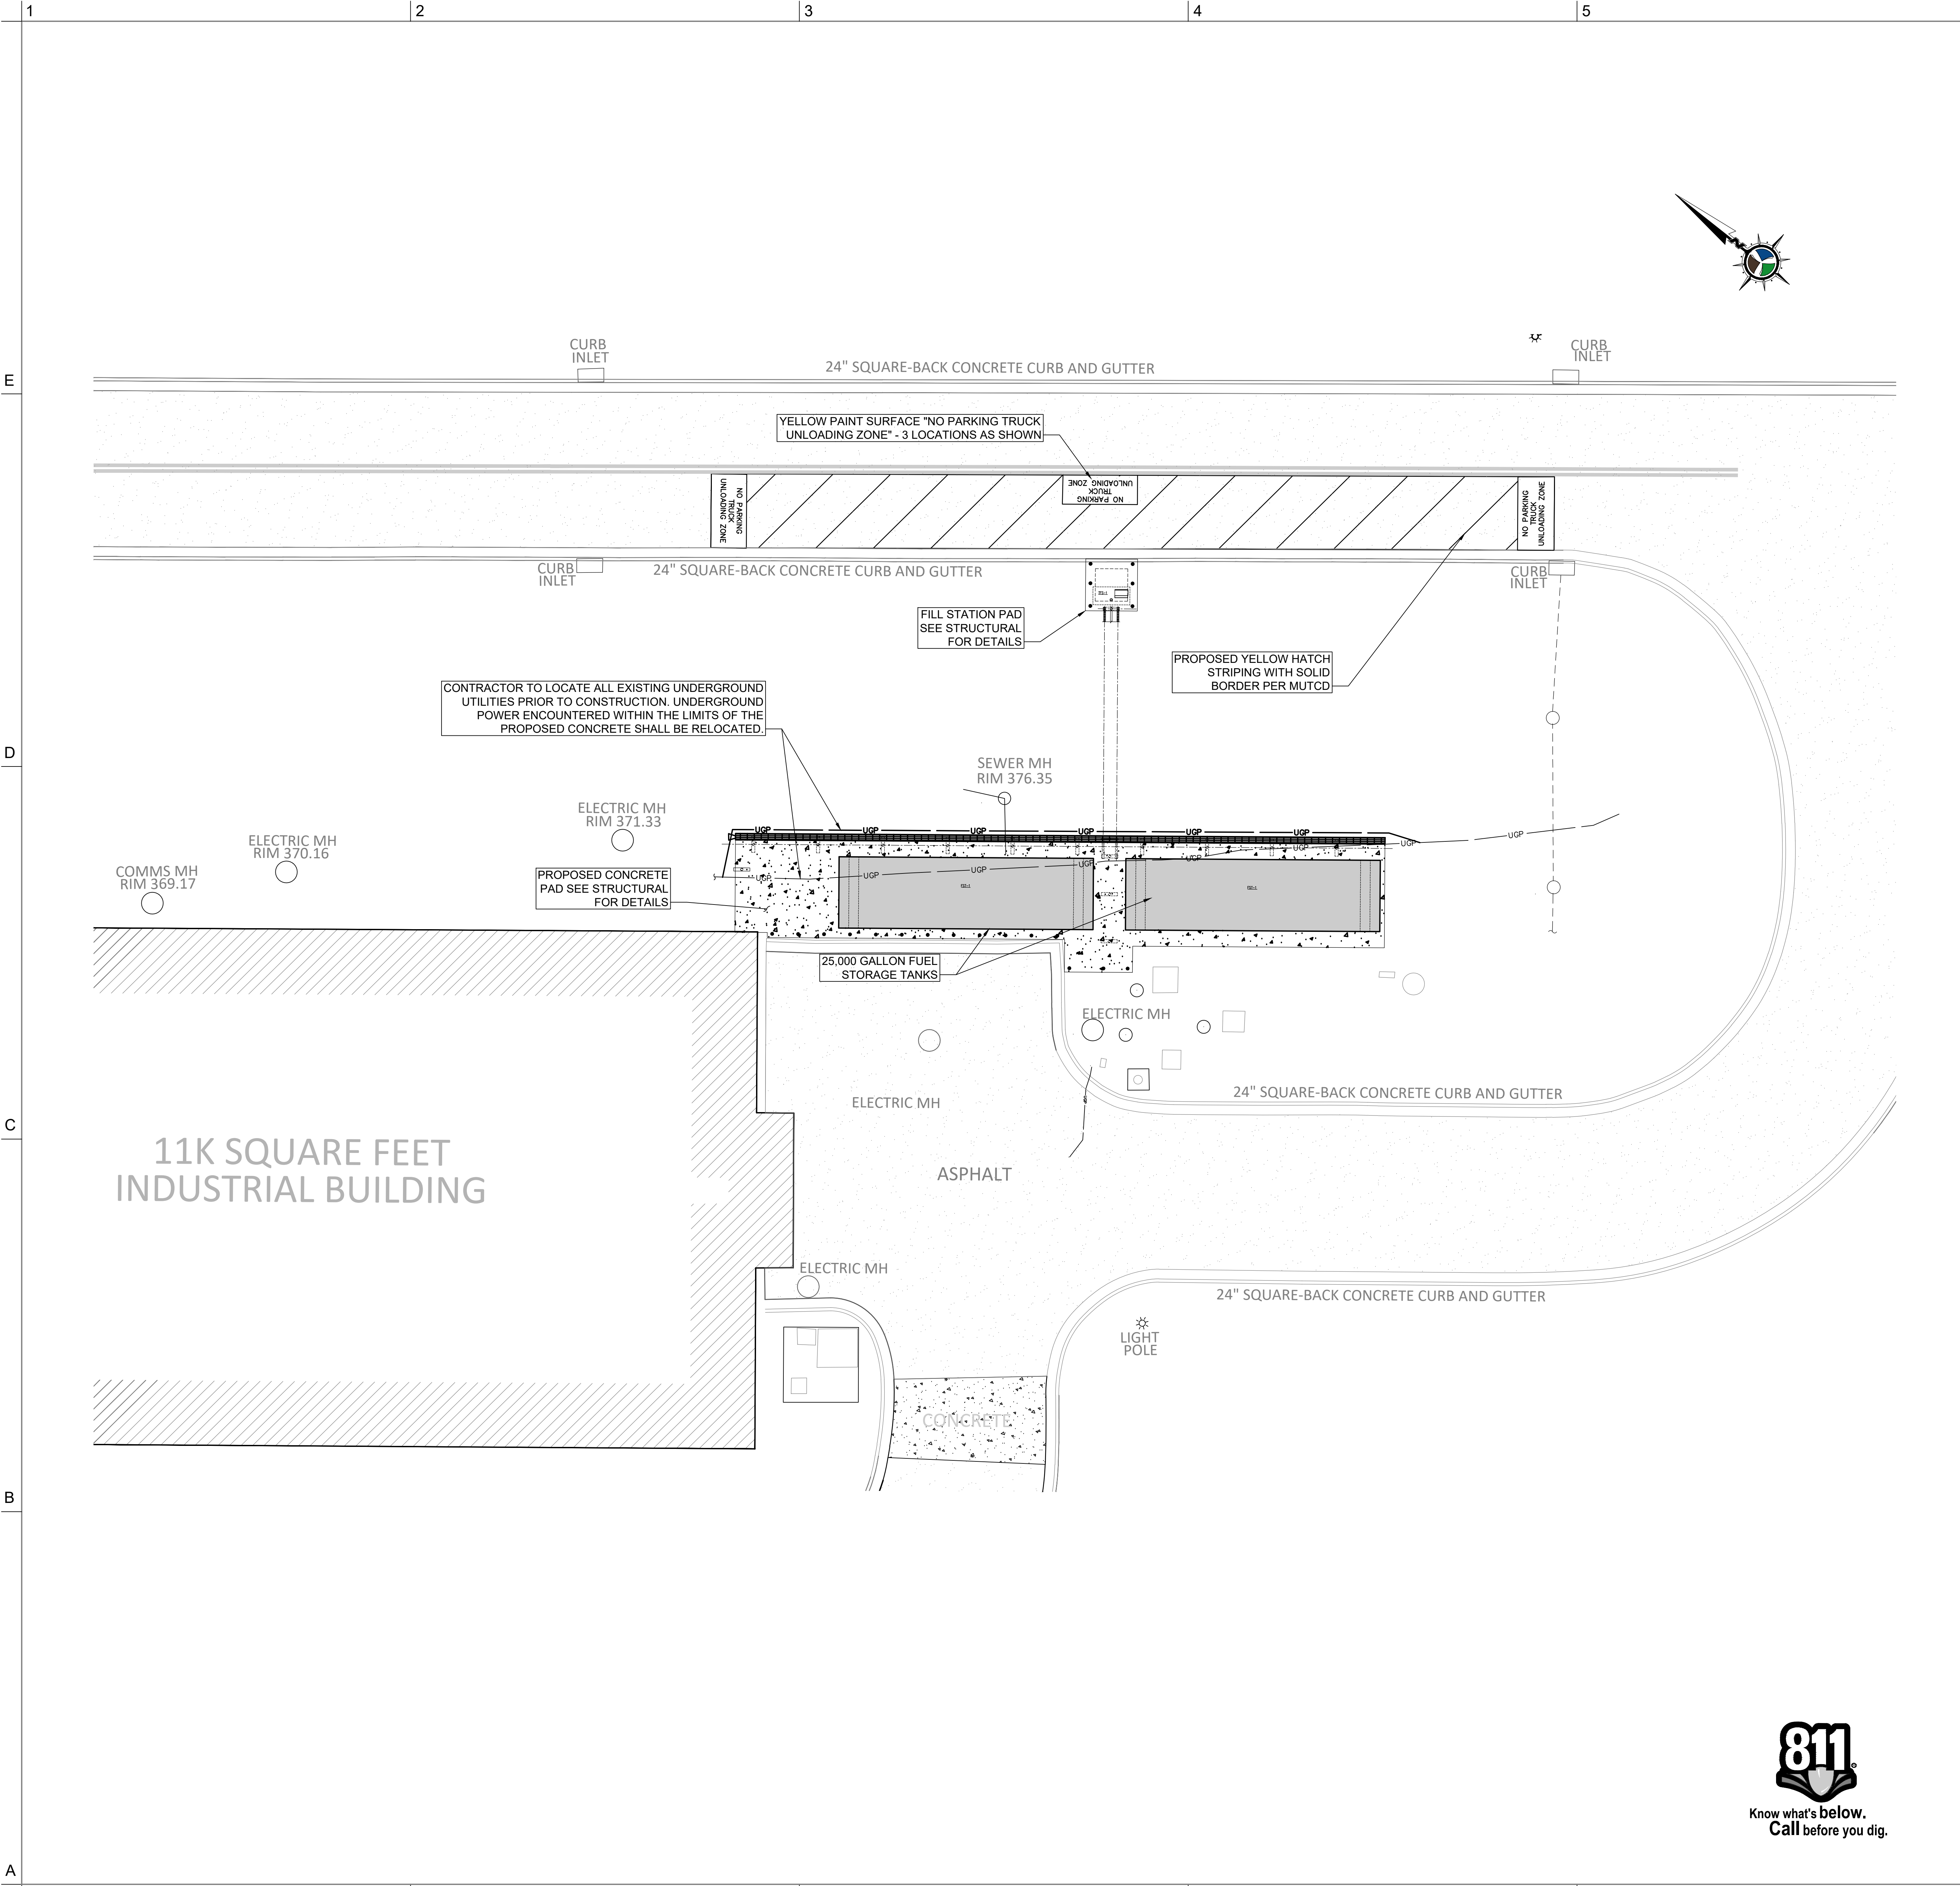 1
2
3
4
5
E
D
C
B
A
CURB
INLET
24" SQUARE-BACK CONCRETE CURB AND GUTTER
CURB
INLET
YELLOW PAINT SURFACE "NO PARKING TRUCK
UNLOADING ZONE" - 3 LOCATIONS AS SHOWN
NO PARKING
TRUCK
UNLOADING ZONE
NO PARKING
TRUCK
UNLOADING ZONE
NO PARKING
TRUCK
UNLOADING ZONE
CURB
INLET
24" SQUARE-BACK CONCRETE CURB AND GUTTER
CURB
INLET
FILL STATION PAD
SEE STRUCTURAL
FOR DETAILS
PROPOSED YELLOW HATCH
STRIPING WITH SOLID
BORDER PER MUTCD
CONTRACTOR TO LOCATE ALL EXISTING UNDERGROUND
UTILITIES PRIOR TO CONSTRUCTION. UNDERGROUND
POWER ENCOUNTERED WITHIN THE LIMITS OF THE
PROPOSED CONCRETE SHALL BE RELOCATED.
SEWER MH
RIM 376.35
ELECTRIC MH
RIM 371.33
ELECTRIC MH
RIM 370.16
COMMS MH
RIM 369.17
UGP UGP UGP UGP UGP UGP
UGP
UGP
UGP
UGP
UGP
UGP
UGP
UGP
PROPOSED CONCRETE
PAD SEE STRUCTURAL
FOR DETAILS
25,000 GALLON FUEL
STORAGE TANKS
ELECTRIC MH
24" SQUARE-BACK CONCRETE CURB AND GUTTER
ELECTRIC MH
11K SQUARE FEET
INDUSTRIAL BUILDING
ASPHALT
ELECTRIC MH
24" SQUARE-BACK CONCRETE CURB AND GUTTER
LIGHT
POLE
CONCRETE
811
Know what's below.
Call before you dig.